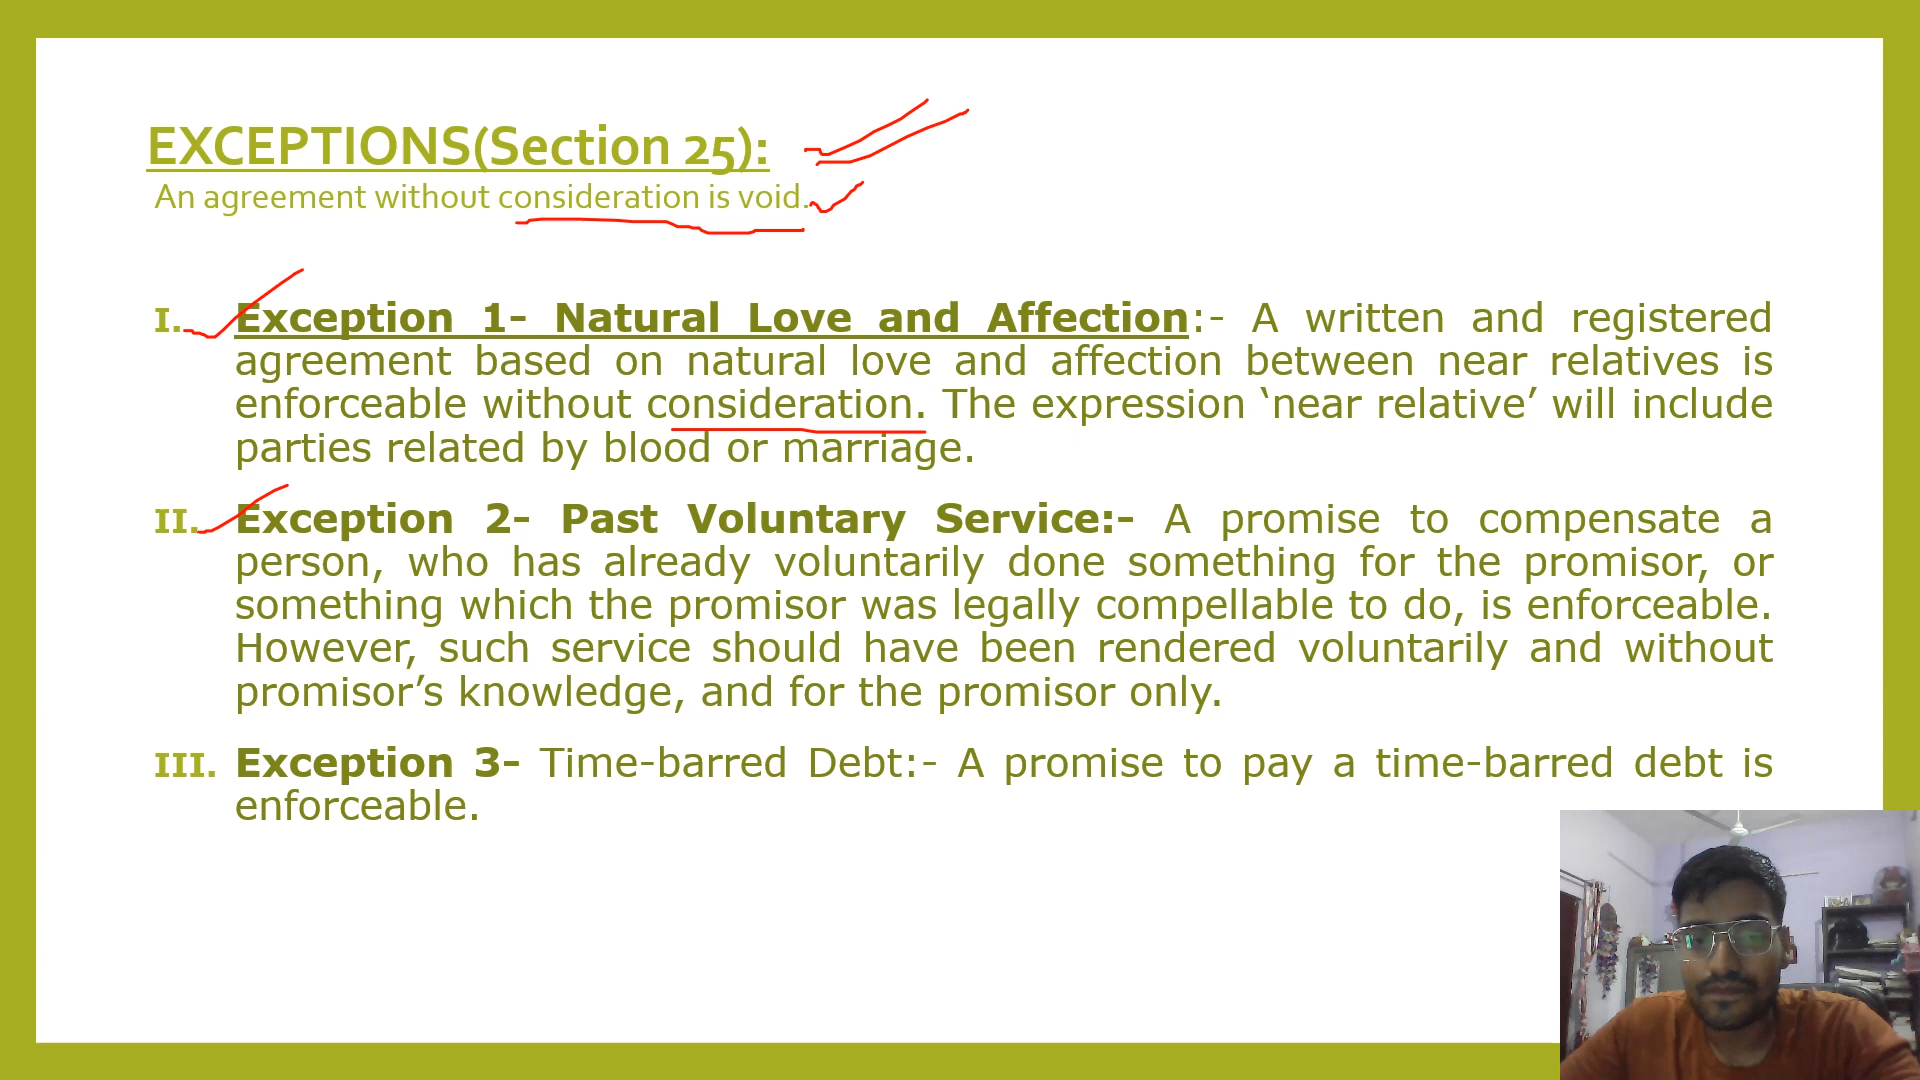 EXCEPTIONS(Section 25):
An agreement without consideration is void.
I. Exception 1- Natural Love and Affection:- A written and registered
agreement based on natural love and affection between near relatives is
enforceable without consideration. The expression ‘near relative’ will include
parties related by blood or marriage.
II. Exception 2- Past Voluntary Service:- A promise to compensate a
person, who has already voluntarily done something for the promisor, or
something which the promisor was legally compellable to do, is enforceable.
However, such service should have been rendered voluntarily and without
promisor’s knowledge, and for the promisor only.
III. Exception 3- Time-barred Debt:- A promise to pay a time-barred debt is
enforceable.